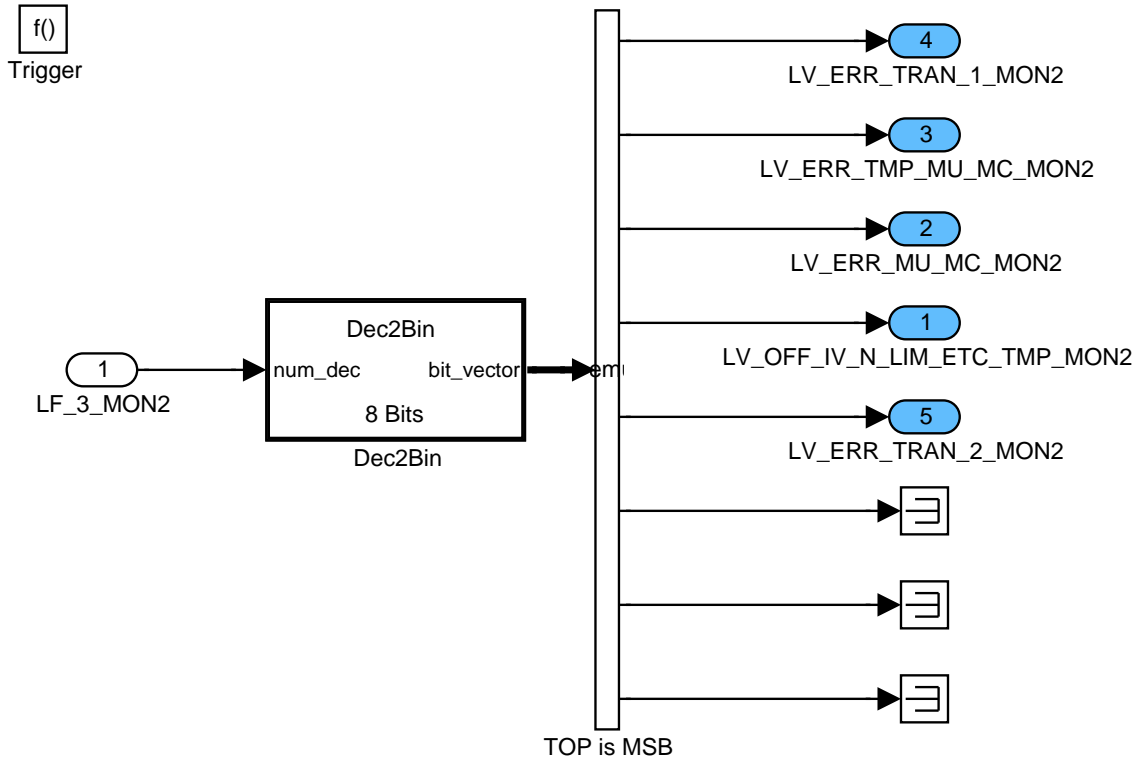 f()
Trigger
4
LV_ERR_TRAN_1_MON2
3
LV_ERR_TMP_MU_MC_MON2
2
LV_ERR_MU_MC_MON2
1
LV_OFF_IV_N_LIM_ETC_TMP_MON2
5
LV_ERR_TRAN_2_MON2
1
LF_3_MON2
Dec2Bin
num_dec bit_vector
8 Bits
Dec2Bin
TOP is MSB